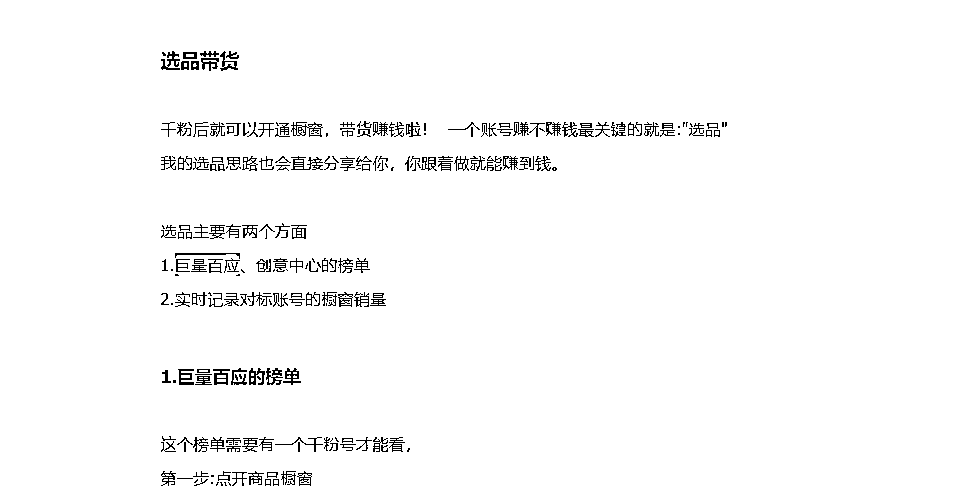 选品带货
千粉后就可以开通橱窗，带货赚钱啦！ 一个账号赚不赚钱最关键的就是:"选品"
我的选品思路也会直接分享给你，你跟着做就能赚到钱。
选品主要有两个方面
1.巨量百应、创意中心的榜单
2.实时记录对标账号的橱窗销量
1.巨量百应的榜单
这个榜单需要有一个千粉号才能看，
第一步:点开商品橱窗